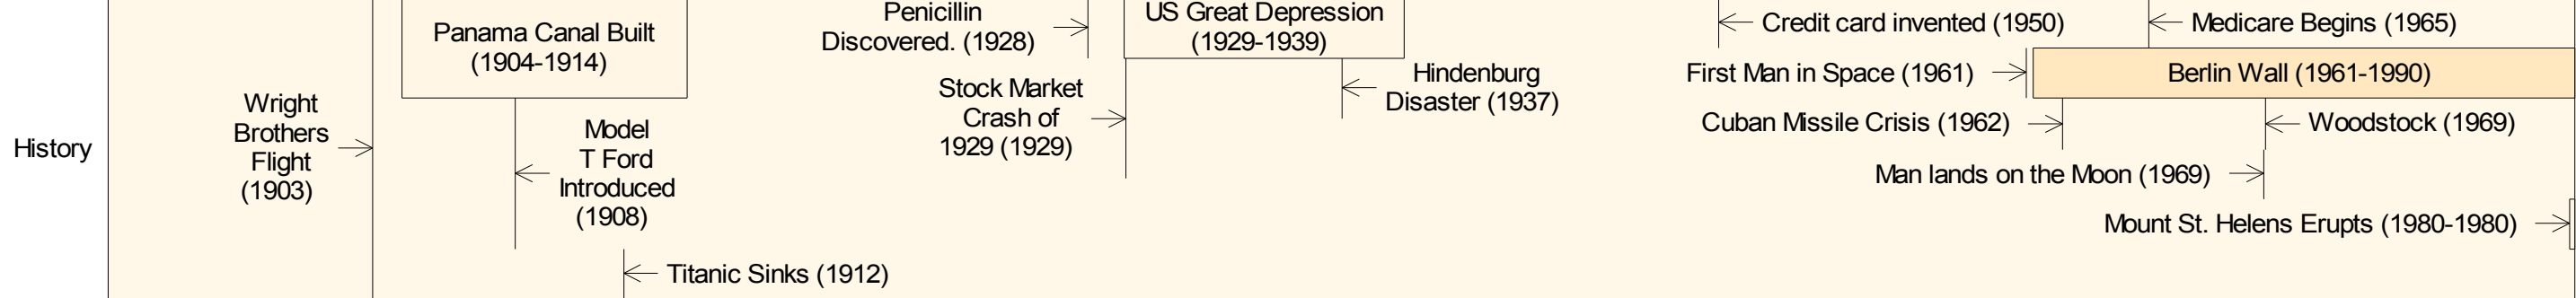 History
Wright
Brothers
Flight
(1903)
Panama Canal Built
(1904-1914)
Model
T Ford
Introduced
(1908)
Titanic Sinks (1912)
Penicillin
Discovered. (1928)
US Great Depression
(1929-1939)
Stock Market
Crash of
1929 (1929)
Hindenburg
Disaster (1937)
Credit card invented (1950)
Medicare Begins (1965)
First Man in Space (1961)
Berlin Wall (1961-1990)
Cuban Missile Crisis (1962)
Woodstock (1969)
Man lands on the Moon (1969)
Mount St. Helens Erupts (1980-1980)